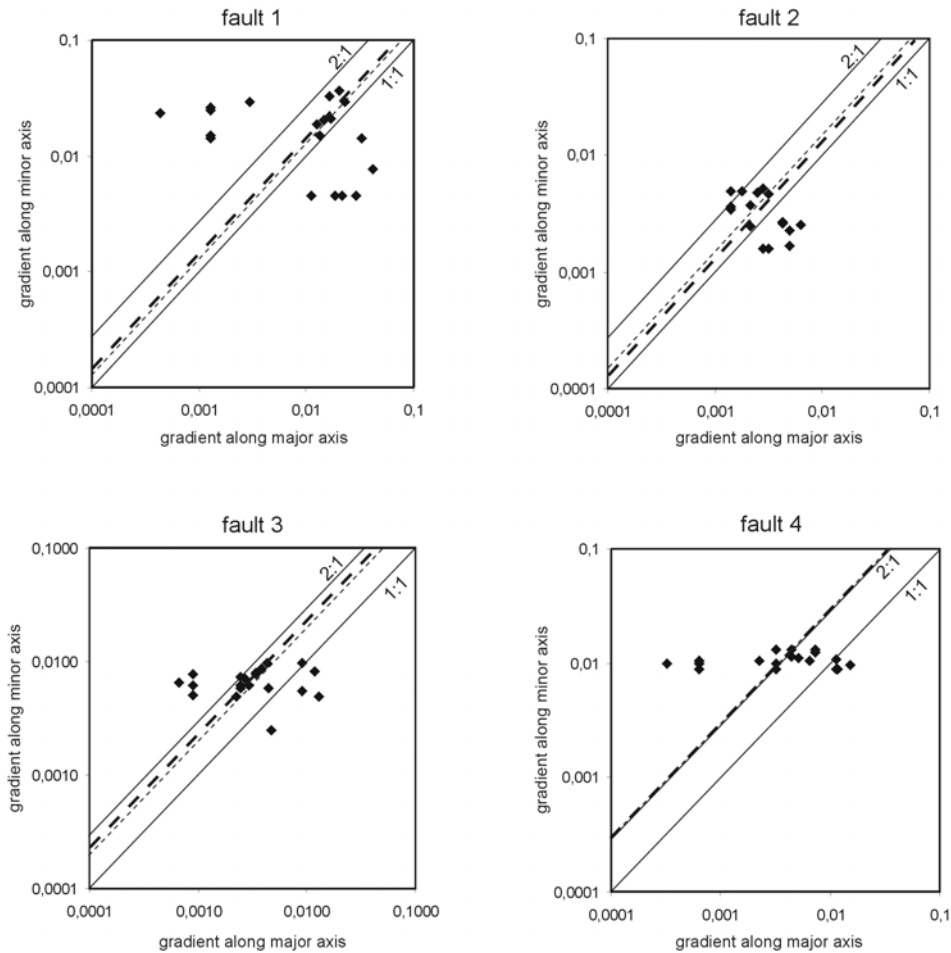 fault 1
0,1
0,01
0,001
0,0001
0,0001 0,001 0,01 0,1
gradient along minor axis
gradient along major axis
2:1
1:1
fault 2
0,1
0,01
0,001
0,0001
0,0001 0,001 0,01 0,1
gradient along minor axis
gradient along major axis
2:1
1:1
fault 3
0,1000
0,0100
0,0010
0,0001
0,0001 0,0010 0,0100 0,1000
gradient along minor axis
gradient along major axis
2:1
1:1
fault 4
0,1
0,01
0,001
0,0001
0,0001 0,001 0,01 0,1
gradient along minor axis
gradient along major axis
2:1
1:1